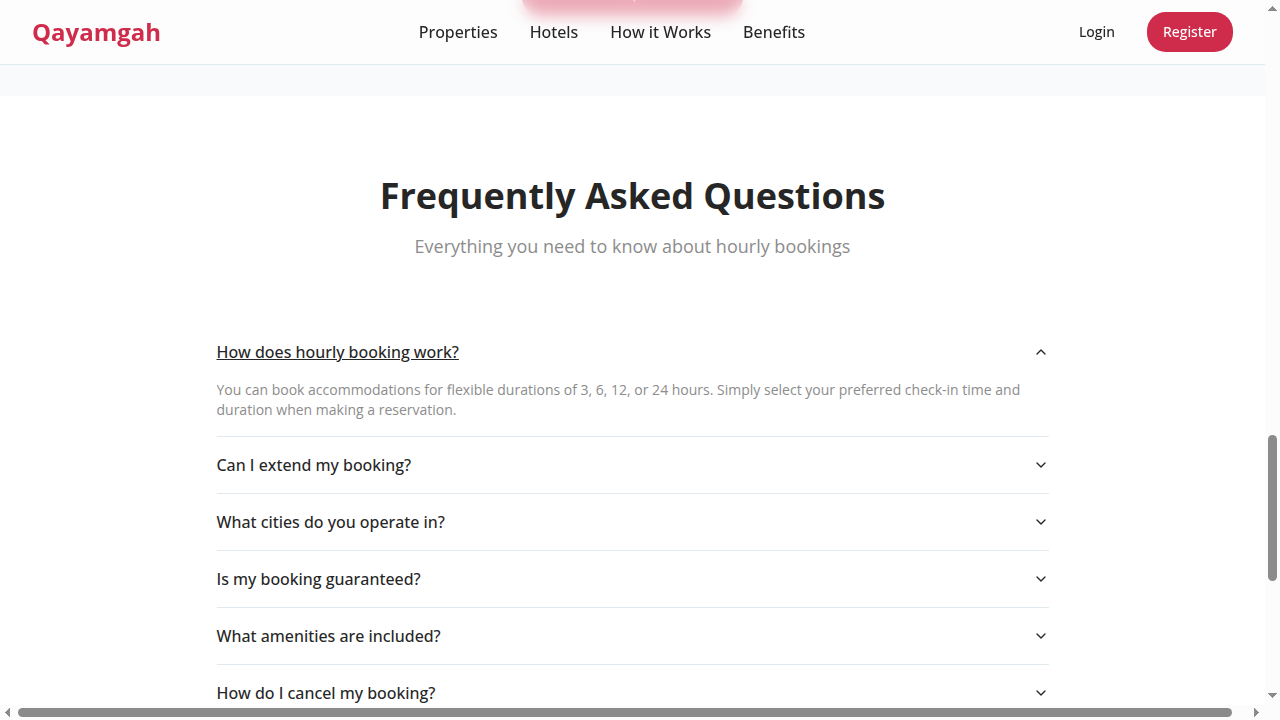 Qayamgah
Properties
Hotels
How it Works
Benefits
Login
Register
Frequently Asked Questions
Everything you need to know about hourly bookings
How does hourly booking work?
You can book accommodations for flexible durations of 3, 6, 12, or 24 hours. Simply select your preferred check-in time and
duration when making a reservation.
Can I extend my booking?
What cities do you operate in?
Is my booking guaranteed?
What amenities are included?
How do I cancel my booking?